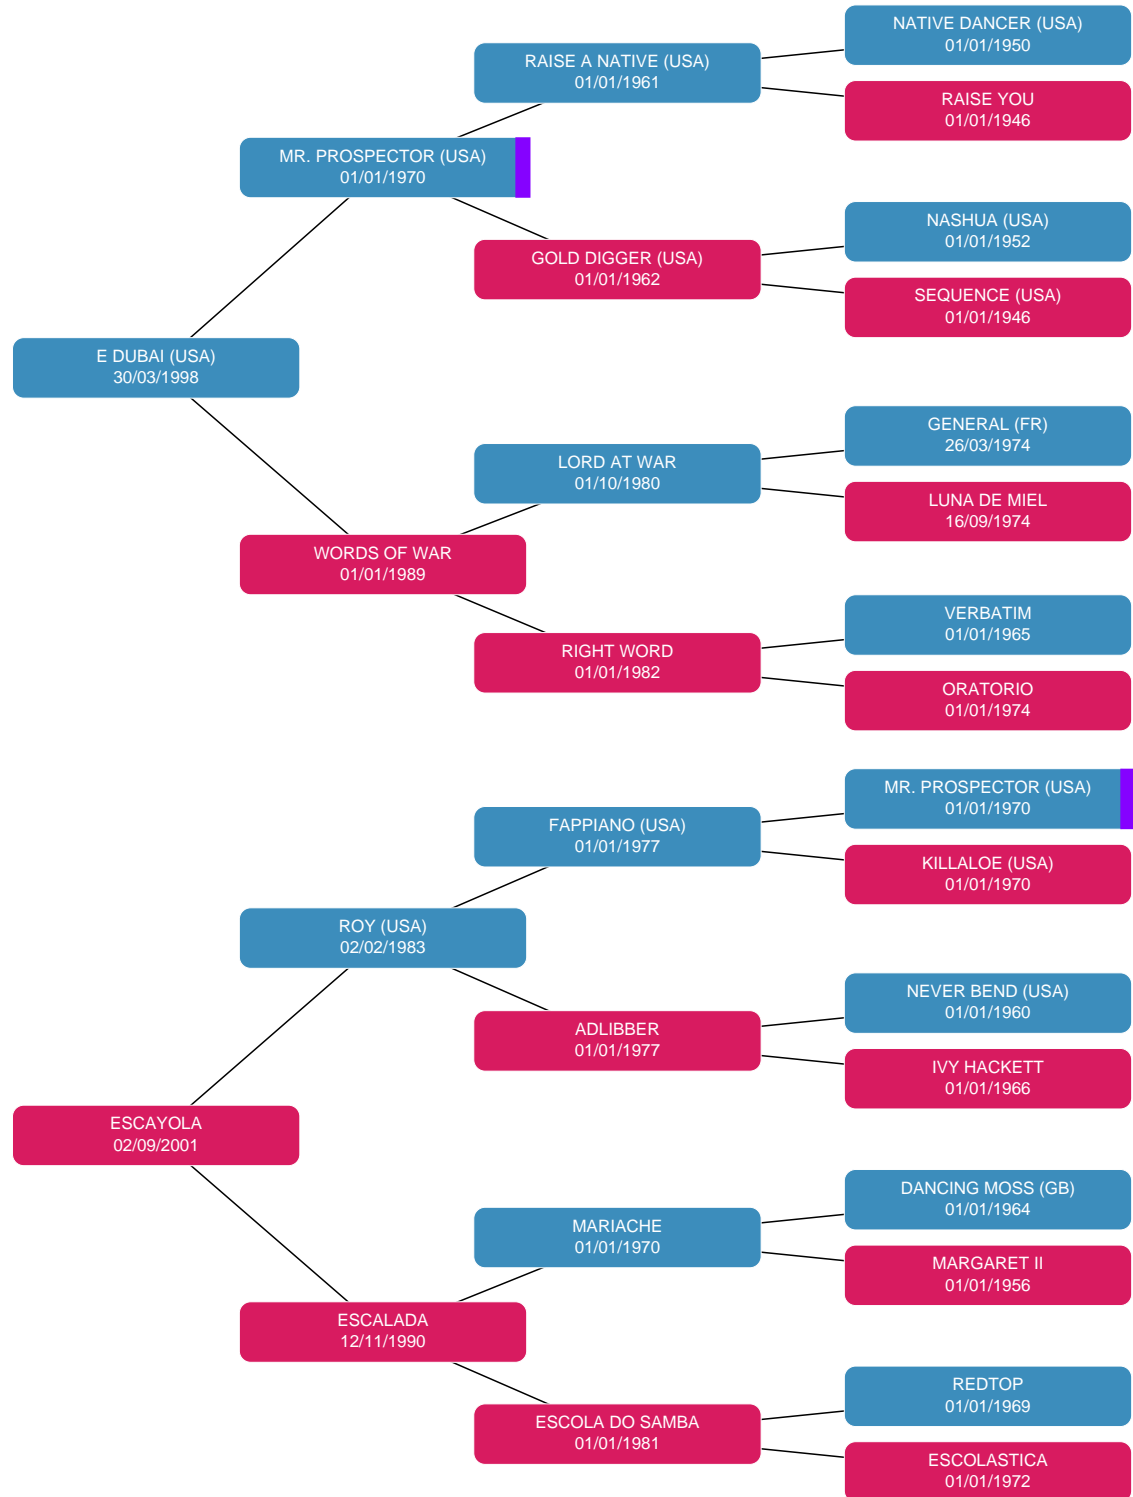 NATIVE DANCER (USA)
01/01/1950
RAISE A NATIVE (USA)
01/01/1961
RAISE YOU
01/01/1946
MR. PROSPECTOR (USA)
01/01/1970
NASHUA (USA)
01/01/1952
GOLD DIGGER (USA)
01/01/1962
SEQUENCE (USA)
01/01/1946
E DUBAI (USA)
30/03/1998
GENERAL (FR)
26/03/1974
LORD AT WAR
01/10/1980
LUNA DE MIEL
16/09/1974
WORDS OF WAR
01/01/1989
VERBATIM
01/01/1965
RIGHT WORD
01/01/1982
ORATORIO
01/01/1974
MR. PROSPECTOR (USA)
01/01/1970
FAPPIANO (USA)
01/01/1977
KILLALOE (USA)
01/01/1970
ROY (USA)
02/02/1983
NEVER BEND (USA)
01/01/1960
ADLIBBER
01/01/1977
IVY HACKETT
01/01/1966
ESCAYOLA
02/09/2001
DANCING MOSS (GB)
01/01/1964
MARIACHE
01/01/1970
MARGARET II
01/01/1956
ESCALADA
12/11/1990
REDTOP
01/01/1969
ESCOLA DO SAMBA
01/01/1981
ESCOLASTICA
01/01/1972